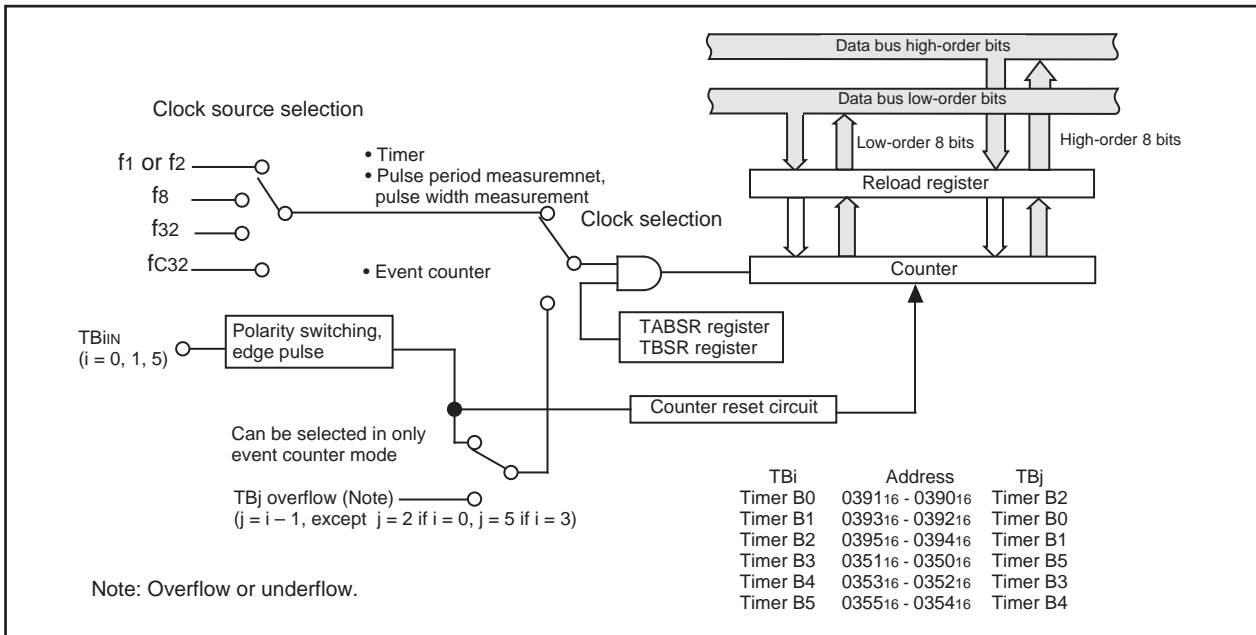 Data bus high-order bits
Data bus low-order bits
Clock source selection
Low-order 8 bits
High-order 8 bits
f1 or f2
f8
f32
fC32
• Timer
• Pulse period measuremnet,
pulse width measurement
Reload register
Clock selection
• Event counter
Counter
TBiIN
(i = 0, 1, 5)
Polarity switching,
edge pulse
TABSR register
TBSR register
Counter reset circuit
Can be selected in only
event counter mode
TBj overflow (Note)
(j = i – 1, except j = 2 if i = 0, j = 5 if i = 3)
TBi Address TBj
Timer B0 039116 - 039016 Timer B2
Timer B1 039316 - 039216 Timer B0
Timer B2 039516 - 039416 Timer B1
Timer B3 035116 - 035016 Timer B5
Timer B4 035316 - 035216 Timer B3
Timer B5 035516 - 035416 Timer B4
Note: Overflow or underflow.